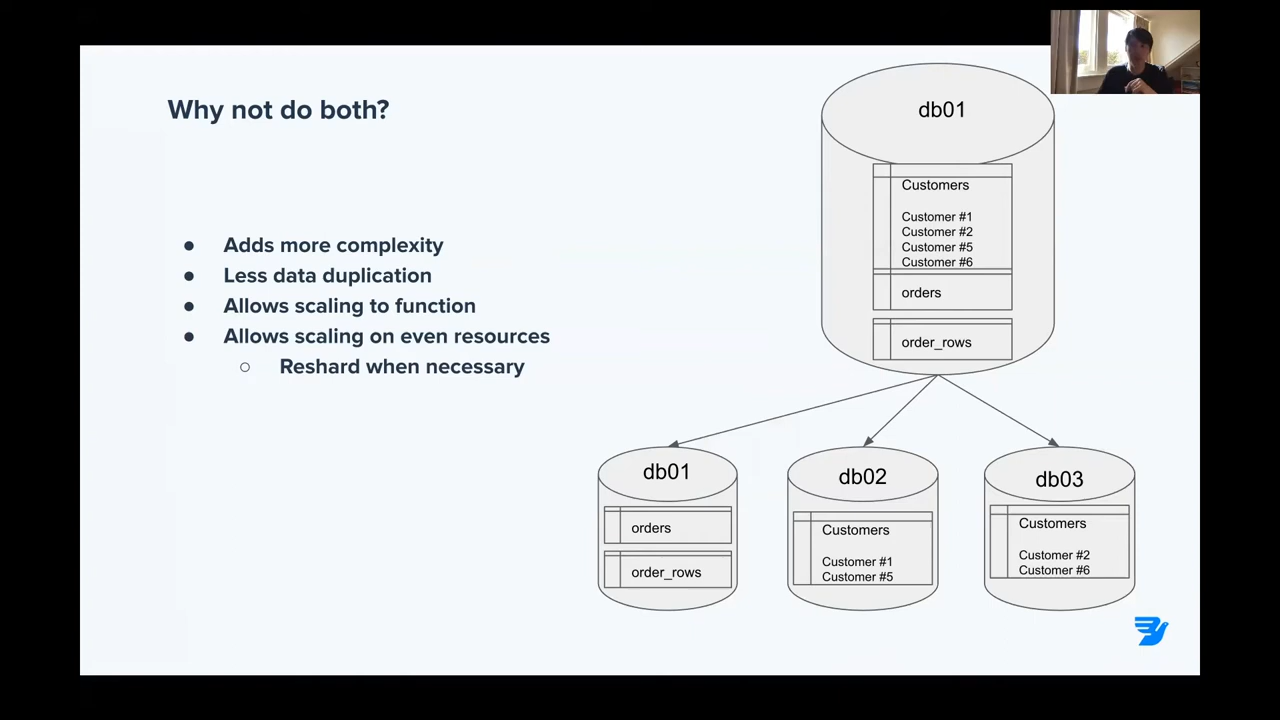 Why not do both?
● Adds more complexity
● Less data duplication
● Allows scaling to function
● Allows scaling on even resources
○ Reshard when necessary
db01
Customers
Customer #1
Customer #2
Customer #5
Customer #6
orders
order_rows
db01
orders
order_rows
db02
Customers
Customer #1
Customer #5
db03
Customers
Customer #2
Customer #6